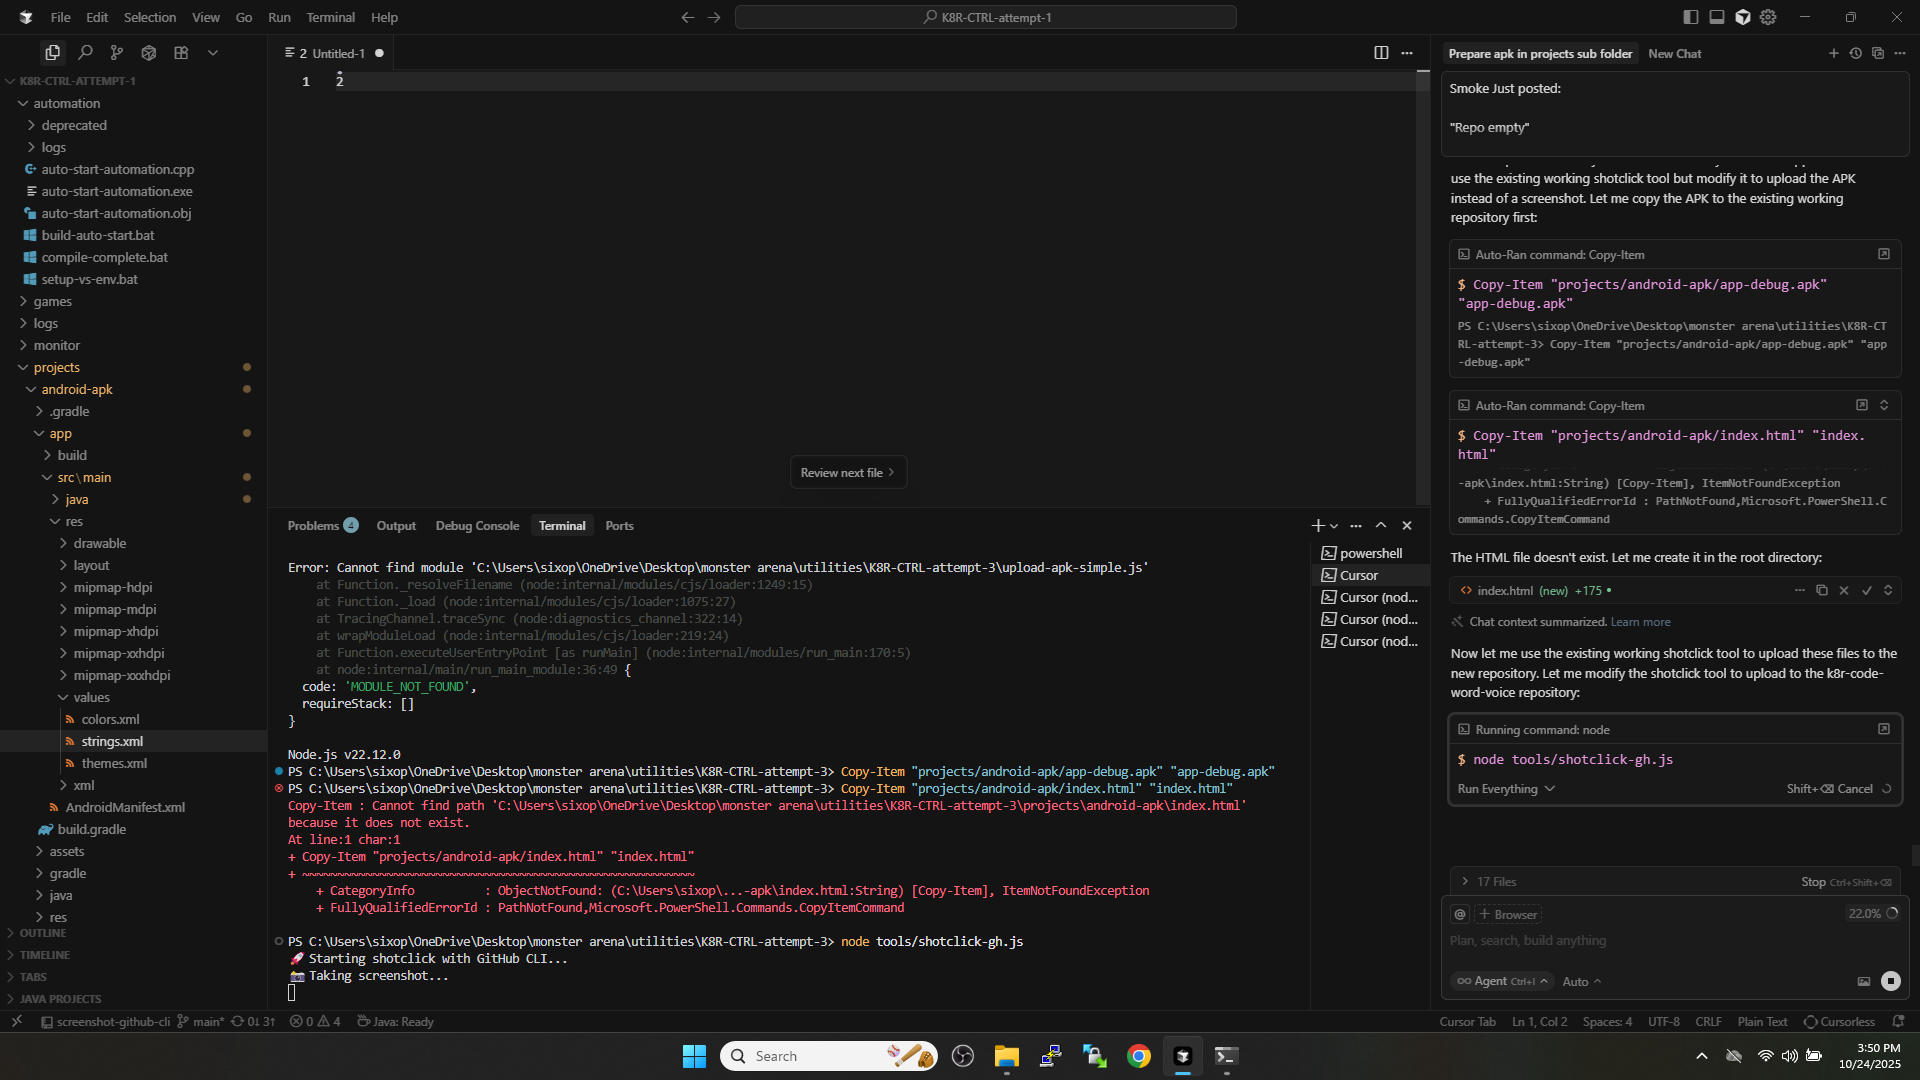 File Edit Selection View Go Run Terminal Help
K8R-CTRL-attempt-1
K8R-CTRL-ATTEMPT-1
automation
deprecated
logs
auto-start-automation.cpp
auto-start-automation.exe
auto-start-automation.obj
build-auto-start.bat
compile-complete.bat
setup-vs-env.bat
games
logs
monitor
projects
android-apk
.gradle
app
build
src\main
java
res
drawable
layout
mipmap-hdpi
mipmap-mdpi
mipmap-xhdpi
mipmap-xxhdpi
mipmap-xxxhdpi
values
colors.xml
strings.xml
themes.xml
xml
AndroidManifest.xml
build.gradle
assets
gradle
java
res
OUTLINE
TIMELINE
TABS
JAVA PROJECTS
2 Untitled-1
1 2
Review next file
Problems 4 Output Debug Console Terminal Ports
Error: Cannot find module 'C:\Users\sixop\OneDrive\Desktop\monster arena\utilities\K8R-CTRL-attempt-3\upload-apk-simple.js'
at Function._resolveFilename (node:internal/modules/cjs/loader:1249:15)
at Function._load (node:internal/modules/cjs/loader:1075:27)
at TracingChannel.traceSync (node:diagnostics_channel:322:14)
at wrapModuleLoad (node:internal/modules/cjs/loader:219:24)
at Function.executeUserEntryPoint [as runMain] (node:internal/modules/run_main:170:5)
at node:internal/main/run_main_module:36:49 {
code: 'MODULE_NOT_FOUND',
requireStack: []
}
Node.js v22.12.0
PS C:\Users\sixop\OneDrive\Desktop\monster arena\utilities\K8R-CTRL-attempt-3> Copy-Item "projects/android-apk/app-debug.apk" "app-debug.apk"
PS C:\Users\sixop\OneDrive\Desktop\monster arena\utilities\K8R-CTRL-attempt-3> Copy-Item "projects/android-apk/index.html" "index.html"
Copy-Item : Cannot find path 'C:\Users\sixop\OneDrive\Desktop\monster arena\utilities\K8R-CTRL-attempt-3\projects\android-apk\index.html'
because it does not exist.
At line:1 char:1
+ Copy-Item "projects/android-apk/index.html" "index.html"
+ ~~~~~~~~~~~~~~~~~~~~~~~~~~~~~~~~~~~~~~~~~~~~~~~~~~~~~~~~
+ CategoryInfo : ObjectNotFound: (C:\Users\sixop\...-apk\index.html:String) [Copy-Item], ItemNotFoundException
+ FullyQualifiedErrorId : PathNotFound,Microsoft.PowerShell.Commands.CopyItemCommand
PS C:\Users\sixop\OneDrive\Desktop\monster arena\utilities\K8R-CTRL-attempt-3> node tools/shotclick-gh.js
🚀 Starting shotclick with GitHub CLI...
📸 Taking screenshot...
powershell
Cursor
Cursor (nod...
Cursor (nod...
Cursor (nod...
Prepare apk in projects sub folder New Chat
Smoke Just posted:
"Repo empty"
use the existing working shotclick tool but modify it to upload the APK
instead of a screenshot. Let me copy the APK to the existing working
repository first:
Auto-Ran command: Copy-Item
$ Copy-Item "projects/android-apk/app-debug.apk"
"app-debug.apk"
PS C:\Users\sixop\OneDrive\Desktop\monster arena\utilities\K8R-CT
RL-attempt-3> Copy-Item "projects/android-apk/app-debug.apk" "app
-debug.apk"
Auto-Ran command: Copy-Item
$ Copy-Item "projects/android-apk/index.html" "index.
html"
-apk\index.html:String) [Copy-Item], ItemNotFoundException
+ FullyQualifiedErrorId : PathNotFound,Microsoft.PowerShell.C
ommands.CopyItemCommand
The HTML file doesn't exist. Let me create it in the root directory:
index.html (new) +175
Chat context summarized. Learn more
Now let me use the existing working shotclick tool to upload these files to the
new repository. Let me modify the shotclick tool to upload to the k8r-code-
word-voice repository:
Running command: node
$ node tools/shotclick-gh.js
Run Everything Shift+⌫ Cancel
17 Files Stop Ctrl+Shift+⌫
@ + Browser 22.0%
Plan, search, build anything
Agent Ctrl+I Auto
screenshot-github-cli main* 0↓ 3↑ 0 4 Java: Ready
Cursor Tab Ln 1, Col 2 Spaces: 4 UTF-8 CRLF Plain Text Cursorless
Search
3:50 PM
10/24/2025